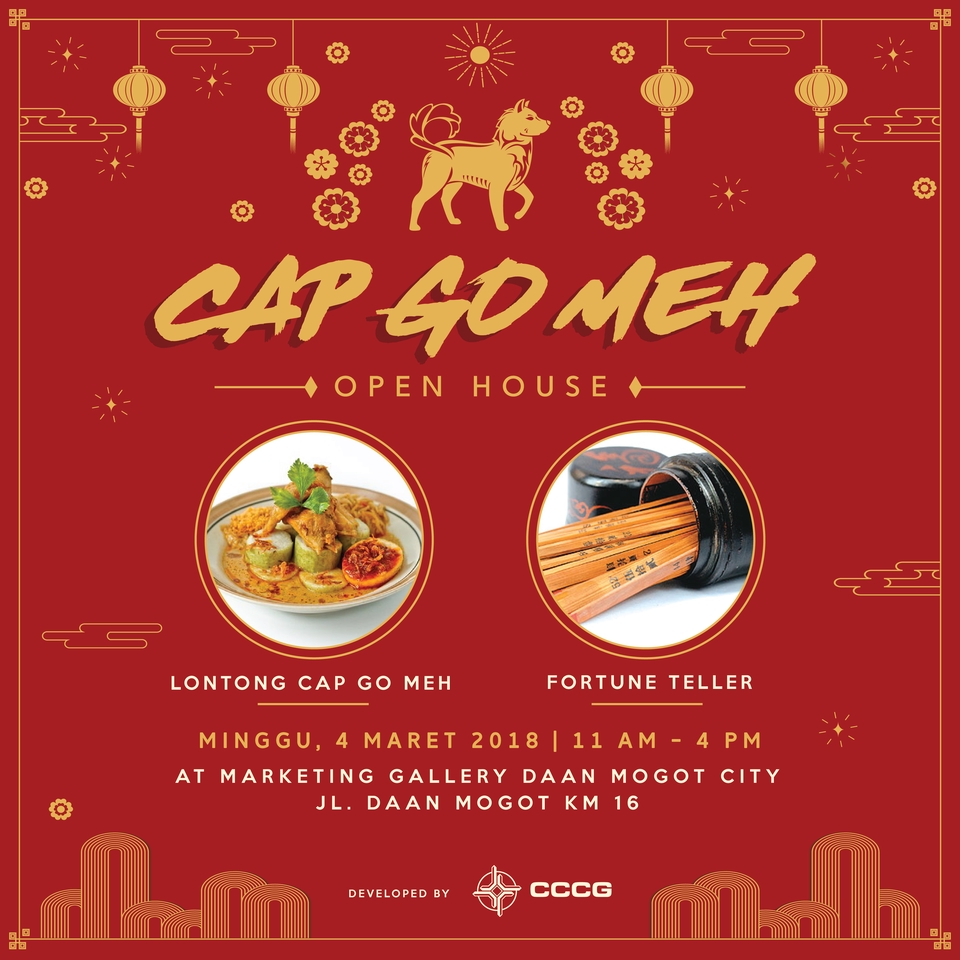 CAP GO MEH
OPEN HOUSE
LONTONG CAP GO MEH
FORTUNE TELLER
MINGGU, 4 MARET 2018 | 11 AM - 4 PM
AT MARKETING GALLERY DAAN MOGOT CITY
JL. DAAN MOGOT KM 16
DEVELOPED BY CCCG